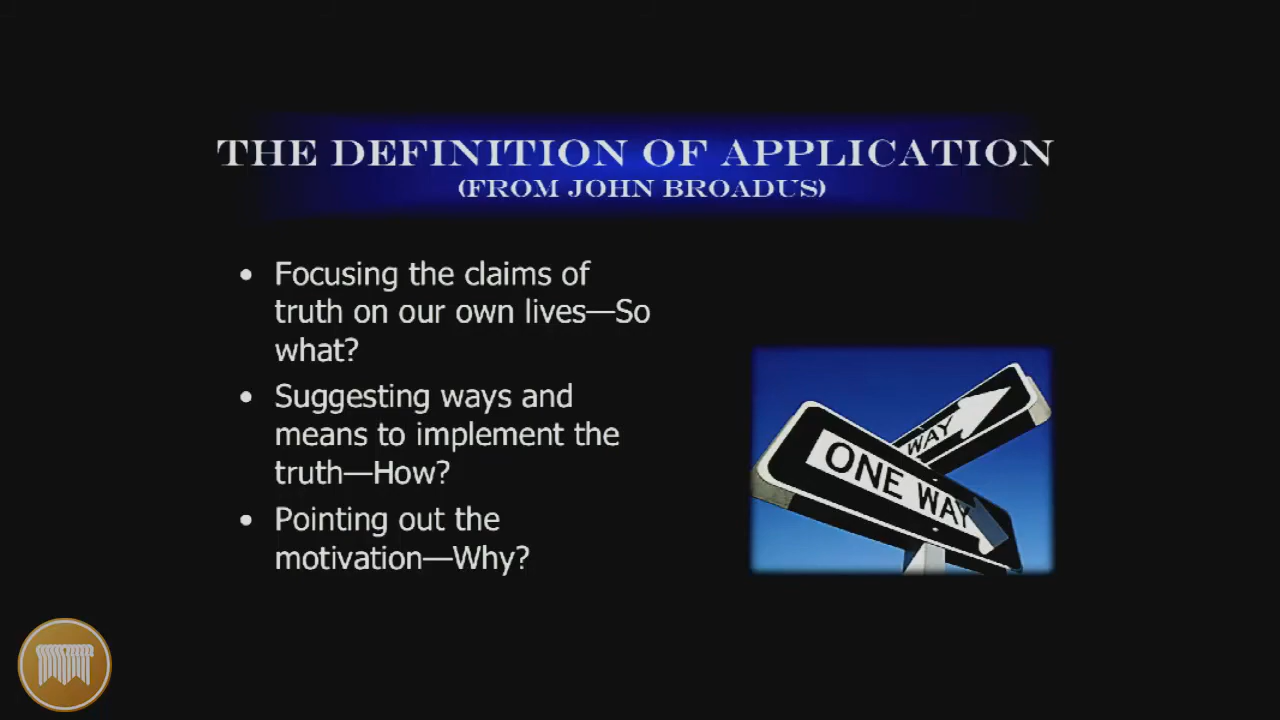 THE DEFINITION OF APPLICATION
(FROM JOHN BROADUS)
• Focusing the claims of
truth on our own lives—So
what?
• Suggesting ways and
means to implement the
truth—How?
• Pointing out the
motivation—Why?
WAY
ONE WAY